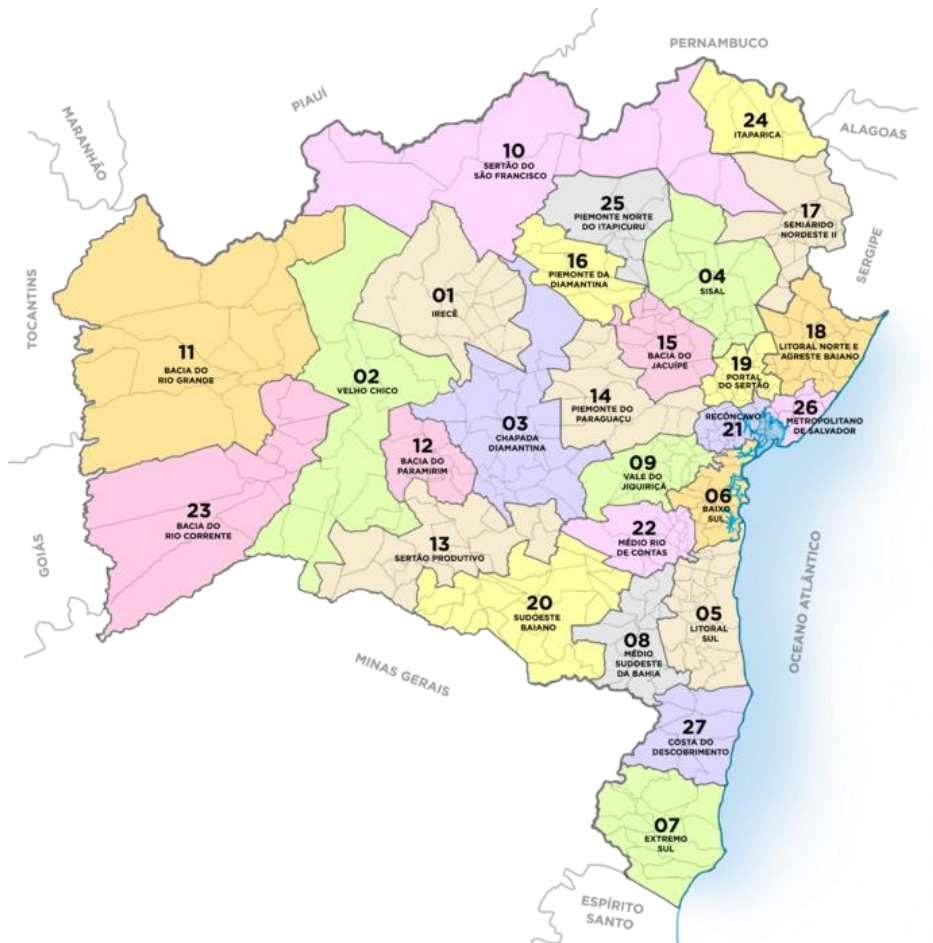 PERNAMBUCO
PIAUÍ
MARANHÃO
24
ITAPARICA
ALAGOAS
10
SERTÃO DO
SÃO FRANCISCO
25
PIEMONTE NORTE
DO ITAPICURU
17
SEMIÁRIDO
NORDESTE II
SERGIPE
16
PIEMONTE DA
DIAMANTINA
04
SISAL
TOCANTINS
01
IRECÊ
18
LITORAL NORTE E
AGRESTE BAIANO
11
BACIA DO
RIO GRANDE
15
BACIA DO
JACUÍPE
19
PORTAL
DO SERTÃO
02
VELHO CHICO
14
PIEMONTE DO
PARAGUAÇU
26
METROPOLITANO
DE SALVADOR
RECÔNCAVO
21
03
CHAPADA
DIAMANTINA
12
BACIA DO
PARAMIRIM
09
VALE DO
JIQUIRIÇÁ
06
BAIXO
SUL
23
BACIA DO
RIO CORRENTE
22
MÉDIO RIO
DE CONTAS
GOIÁS
13
SERTÃO PRODUTIVO
OCEANO ATLÂNTICO
20
SUDOESTE
BAIANO
05
LITORAL
SUL
08
MÉDIO
SUDOESTE
DA BAHIA
MINAS GERAIS
27
COSTA DO
DESCOBRIMENTO
07
EXTREMO
SUL
ESPÍRITO
SANTO